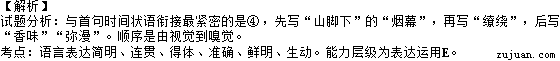 【解析】
试题分析：与首句时间状语衔接最紧密的是④，先写“山脚下”的“烟幕”，再写“缭绕”，后写
“香味”“弥漫”。顺序是由视觉到嗅觉。
考点：语言表达简明、连贯、得体、准确、鲜明、生动。能力层级为表达运用E。
zujuan.com